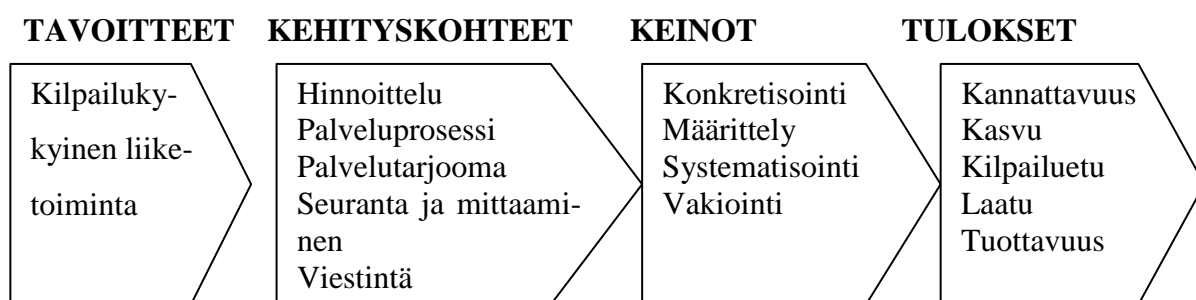 TAVOITTEET KEHITYSKOHTEET KEINOT TULOKSET
Kilpailuky-
kyinen liike-
toiminta
Hinnoittelu
Palveluprosessi
Palvelutarjooma
Seuranta ja mittaami-
nen
Viestintä
Konkretisointi
Määrittely
Systematisointi
Vakiointi
Kannattavuus
Kasvu
Kilpailuetu
Laatu
Tuottavuus